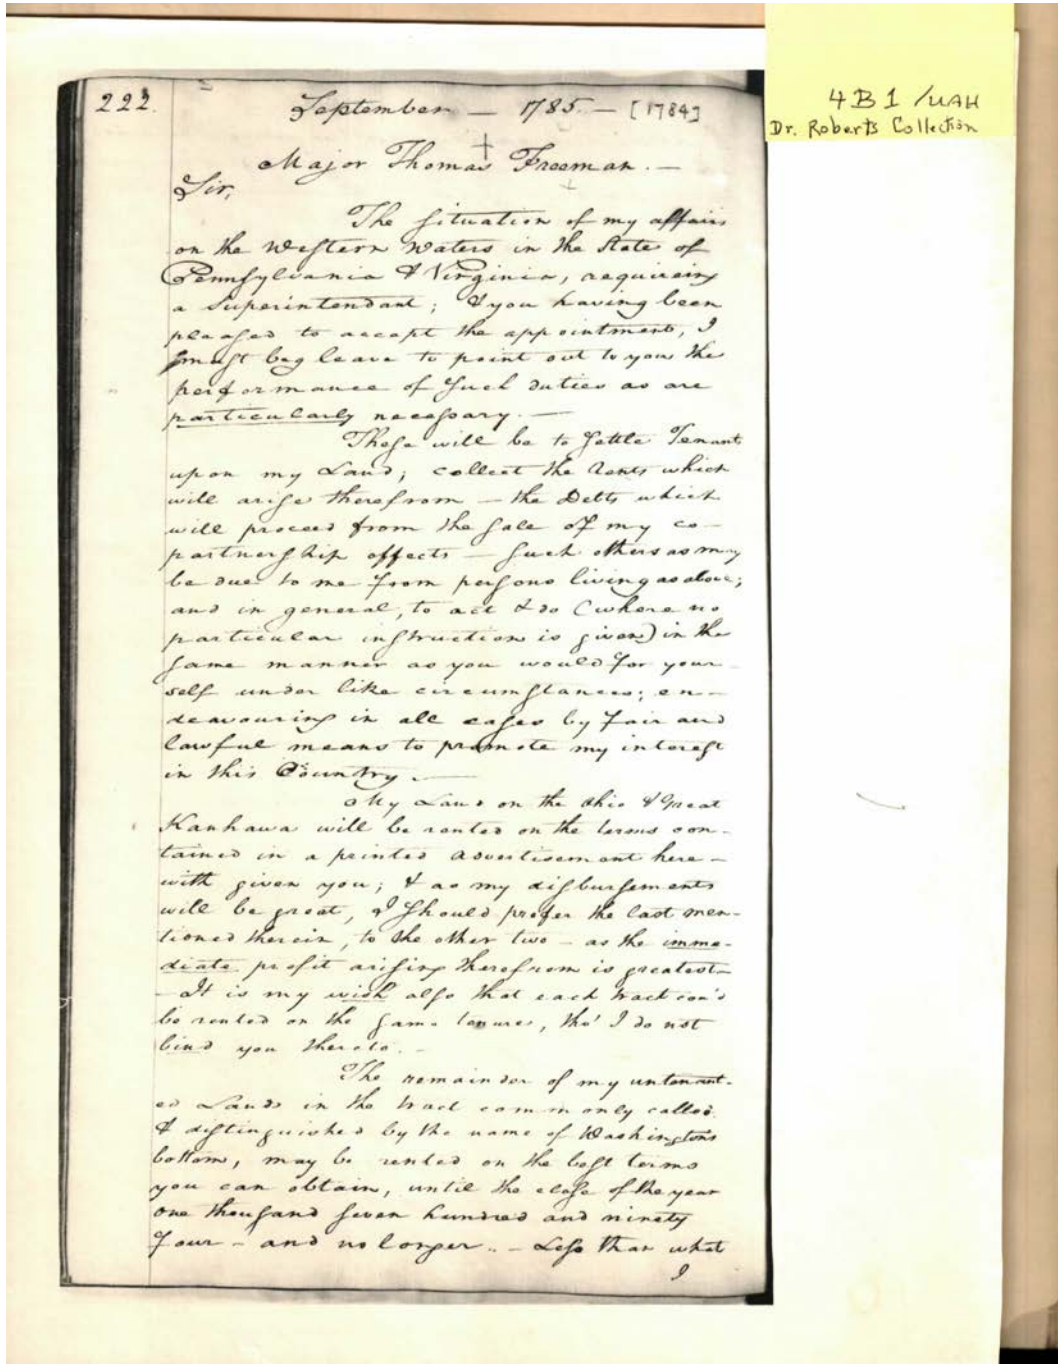 222.
September — 1785 — [1784]
4B1/UAH
Dr. Roberts Collection
Major Thomas Freeman. —
Sir,
The situation of my affairs
on the Western Waters in the State of
Pennsylvania & Virginia, requireing
a Superintendant; & you having been
pleased to accept the appointment, I
must beg leave to point out to you the
performance of such duties as are
particularly necessary. —
These will be to settle Tenants
upon my Land; collect the Rents which
will arise therefrom — the Debts which
will proceed from the sale of my co-
partnership effects — such others as may
be due to me from persons living as above;
and in general, to act & do (where no
particular instruction is given) in the
same manner as you would for your
self under like circumstances; en-
deavouring in all cases by fair and
lawful means to promote my interest
in this Country. —
My Land on the Ohio & Great
Kanhawa will be rented on the terms con-
tained in a printed advertisement here-
with given you; & as my disbursements
will be great, I should prefer the last men-
tioned therein, to the other two — as the imme-
diate profit arising therefrom is greatest—
— It is my wish also that each tract cou'd
be rented on the same tenures, tho' I do not
bind you thereto. —
The remainder of my untenant-
ed Lands in the tract commonly called
& distinguished by the name of Washingtons
bottom, may be rented on the best terms
you can obtain, until the close of the year
one thousand seven hundred and ninety
four — and no longer. — Less than what
I